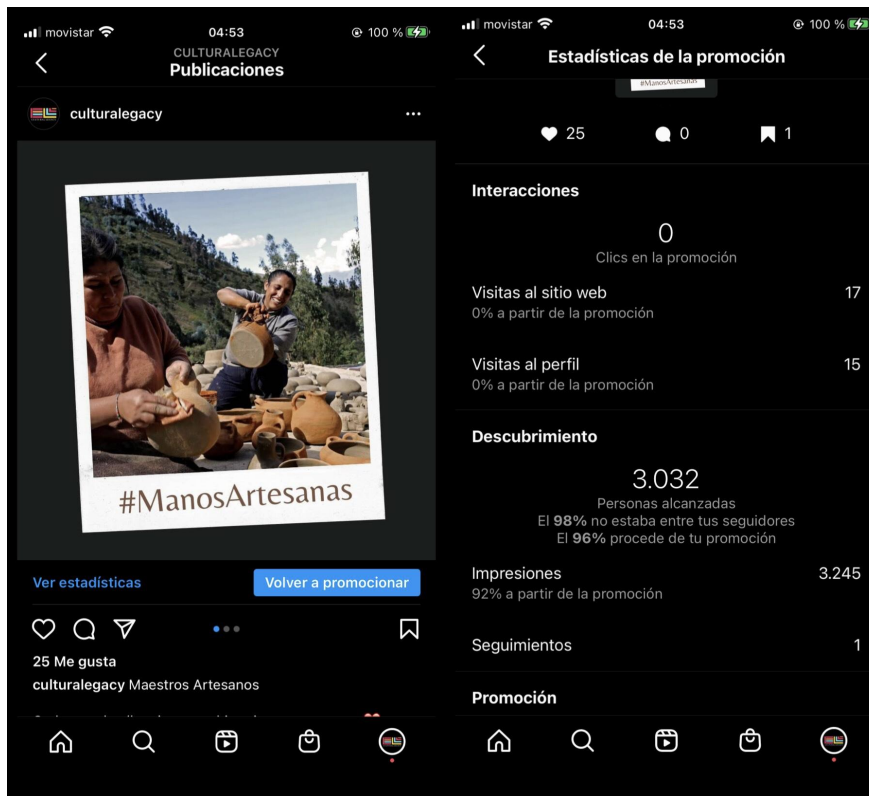 movistar
04:53
100 %
CULTURALEGACY
Publicaciones
culturalegacy
#ManosArtesanas
Ver estadísticas
Volver a promocionar
25 Me gusta
culturalegacy Maestros Artesanos
movistar
04:53
100 %
Estadísticas de la promoción
#ManosArtesanas
25
0
1
Interacciones
0
Clics en la promoción
Visitas al sitio web 17
0% a partir de la promoción
Visitas al perfil 15
0% a partir de la promoción
Descubrimiento
3.032
Personas alcanzadas
El 98% no estaba entre tus seguidores
El 96% procede de tu promoción
Impresiones 3.245
92% a partir de la promoción
Seguimientos 1
Promoción